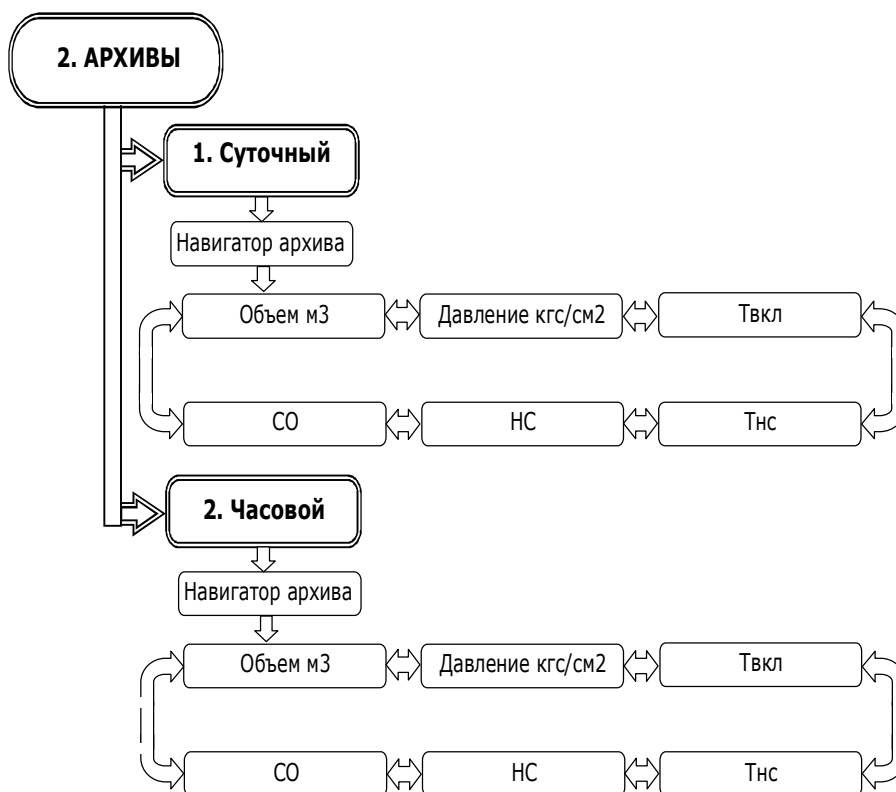 2. АРХИВЫ
1. Суточный
Навигатор архива
Объем м3
Давление кгс/см2
Твкл
СО
НС
Тнс
2. Часовой
Навигатор архива
Объем м3
Давление кгс/см2
Твкл
СО
НС
Тнс